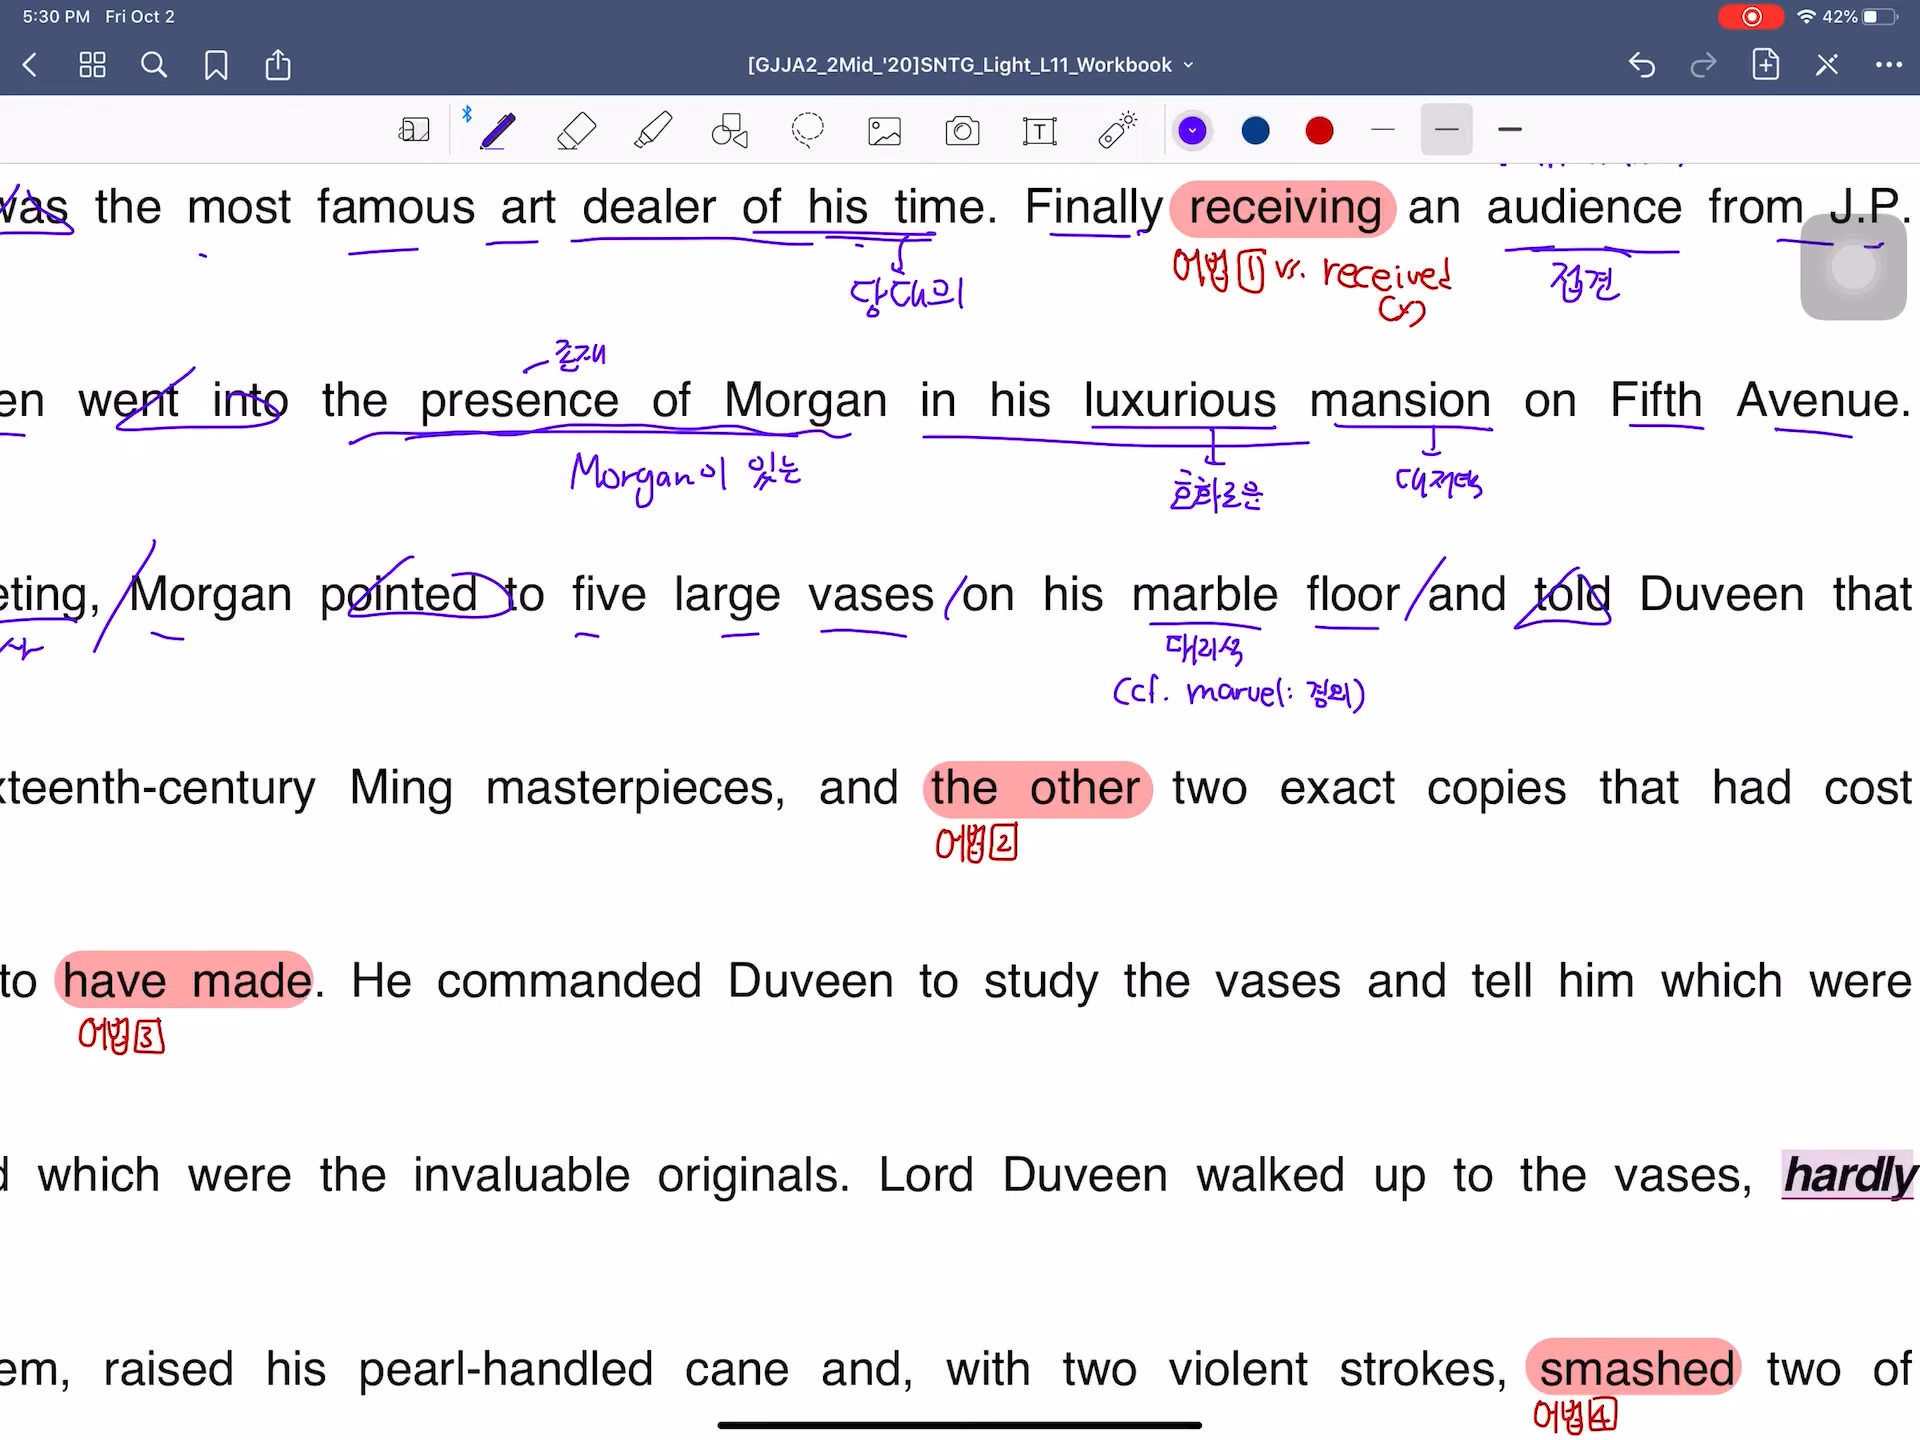 5:30 PM Fri Oct 2
42%
[GJJA2_2Mid_'20]SNTG_Light_L11_Workbook
was the most famous art dealer of his time. Finally receiving an audience from J.P.
어법 1 vs. received
(x)
접견
당대의
존재
en went into the presence of Morgan in his luxurious mansion on Fifth Avenue.
Morgan이 있는
호화로운
대저택
eting, Morgan pointed to five large vases on his marble floor and told Duveen that
사
대리석
(cf. marvel: 경의)
xteenth-century Ming masterpieces, and the other two exact copies that had cost
어법 2
to have made. He commanded Duveen to study the vases and tell him which were
어법 3
d which were the invaluable originals. Lord Duveen walked up to the vases, hardly
em, raised his pearl-handled cane and, with two violent strokes, smashed two of
어법 4